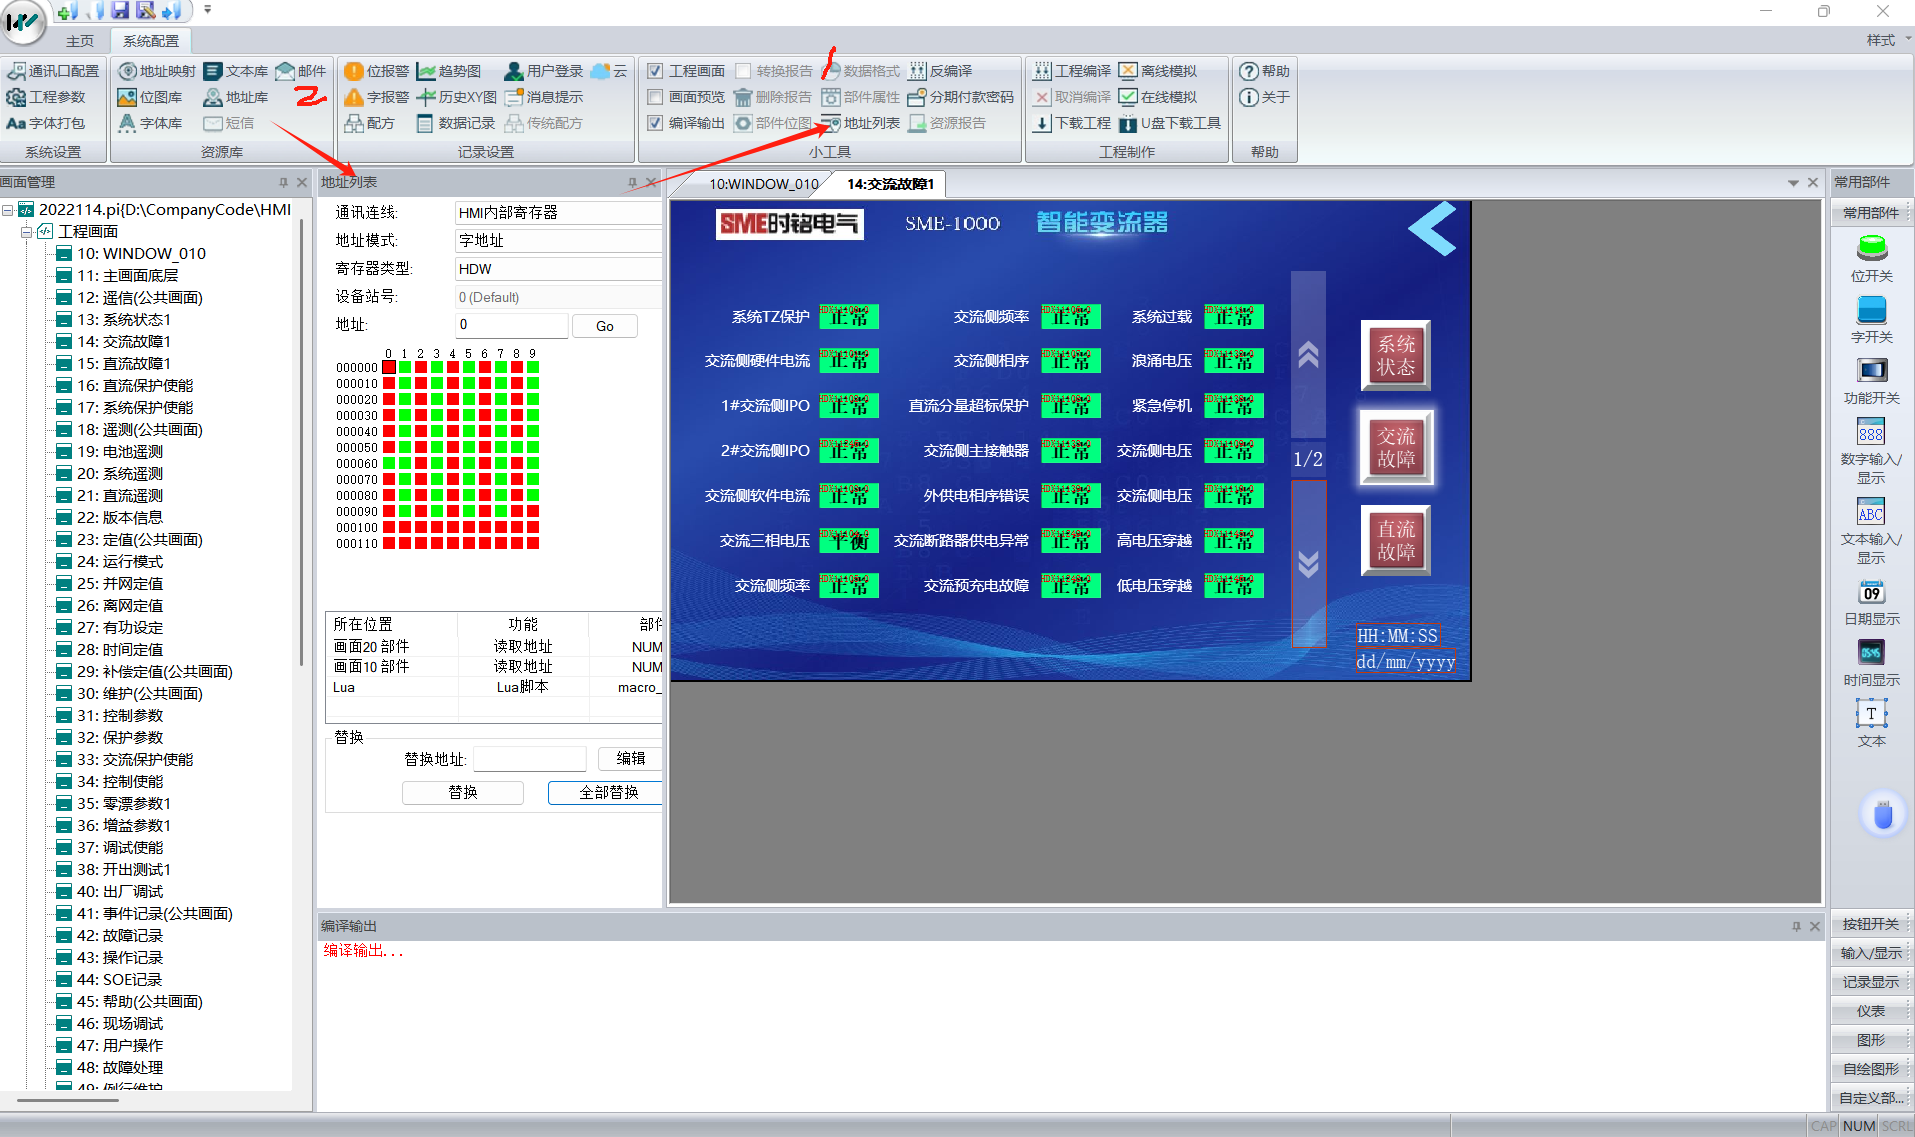 主页
系统配置
样式
通讯口配置
工程参数
Aa字体打包
系统设置
地址映射
文本库
邮件
位图库
地址库
字体库
短信
资源库
2
位报警
趋势图
用户登录
云
字报警
历史XY图
消息提示
配方
数据记录
传统配方
记录设置
工程画面
转换报告
数据格式
反编译
画面预览
删除报告
部件属性
分期付款密码
编译输出
部件位图
地址列表
资源报告
小工具
1
工程编译
离线模拟
取消编译
在线模拟
下载工程
U盘下载工具
工程制作
帮助
关于
帮助
画面管理
2022114.pi{D:\CompanyCode\HMI
工程画面
10: WINDOW_010
11: 主画面底层
12: 遥信(公共画面)
13: 系统状态1
14: 交流故障1
15: 直流故障1
16: 直流保护使能
17: 系统保护使能
18: 遥测(公共画面)
19: 电池遥测
20: 系统遥测
21: 直流遥测
22: 版本信息
23: 定值(公共画面)
24: 运行模式
25: 并网定值
26: 离网定值
27: 有功设定
28: 时间定值
29: 补偿定值(公共画面)
30: 维护(公共画面)
31: 控制参数
32: 保护参数
33: 交流保护使能
34: 控制使能
35: 零漂参数1
36: 增益参数1
37: 调试使能
38: 开出测试1
40: 出厂调试
41: 事件记录(公共画面)
42: 故障记录
43: 操作记录
44: SOE记录
45: 帮助(公共画面)
46: 现场调试
47: 用户操作
48: 故障处理
49: 例行维护
地址列表
通讯连线:
HMI内部寄存器
地址模式:
字地址
寄存器类型:
HDW
设备站号:
0 (Default)
地址:
0
Go
0 1 2 3 4 5 6 7 8 9
000000
000010
000020
000030
000040
000050
000060
000070
000080
000090
000100
000110
所在位置 功能 部件
画面20 部件 读取地址 NUM
画面10 部件 读取地址 NUM
Lua Lua脚本 macro_
替换
替换地址:
编辑
替换
全部替换
10:WINDOW_010
14:交流故障1
SME时铭电气
SME-1000
智能变流器
系统TZ保护 正常 交流侧频率 正常 系统过载 正常
交流侧硬件电流 正常 交流侧相序 正常 浪涌电压 正常
1#交流侧IPO 正常 直流分量超标保护 正常 紧急停机 正常
2#交流侧IPO 正常 交流侧主接触器 正常 交流侧电压 正常
交流侧软件电流 正常 外供电相序错误 正常 交流侧电压 正常
交流三相电压 平衡 交流断路器供电异常 正常 高电压穿越 正常
交流侧频率 正常 交流预充电故障 正常 低电压穿越 正常
1/2
系统
状态
交流
故障
直流
故障
HH:MM:SS
dd/mm/yyyy
编译输出
编译输出...
常用部件
常用部件
位开关
字开关
功能开关
888
数字输入/
显示
ABC
文本输入/
显示
09
日期显示
05:45
时间显示
T
文本
按钮开关
输入/显示
记录显示
仪表
图形
自绘图形
自定义部...
CAP NUM SCRL